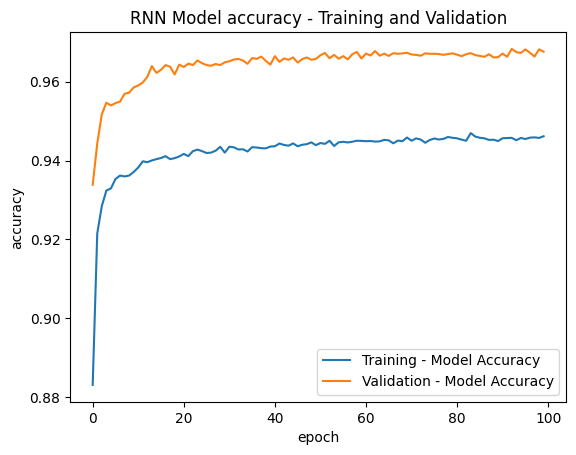 RNN Model accuracy - Training and Validation
accuracy
0.96
0.94
0.92
0.90
0.88
0
20
40
60
80
100
epoch
Training - Model Accuracy
Validation - Model Accuracy